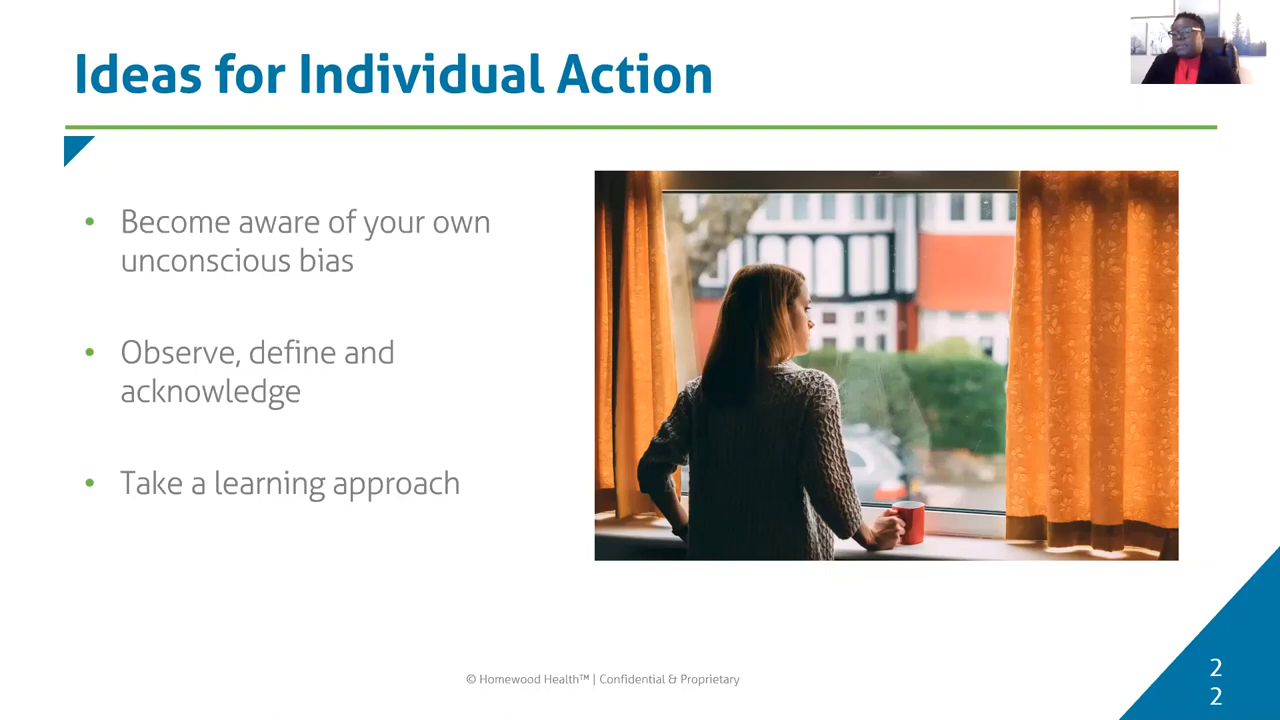 Ideas for Individual Action
• Become aware of your own
unconscious bias
• Observe, define and
acknowledge
• Take a learning approach
© Homewood Health™ | Confidential & Proprietary
2
2